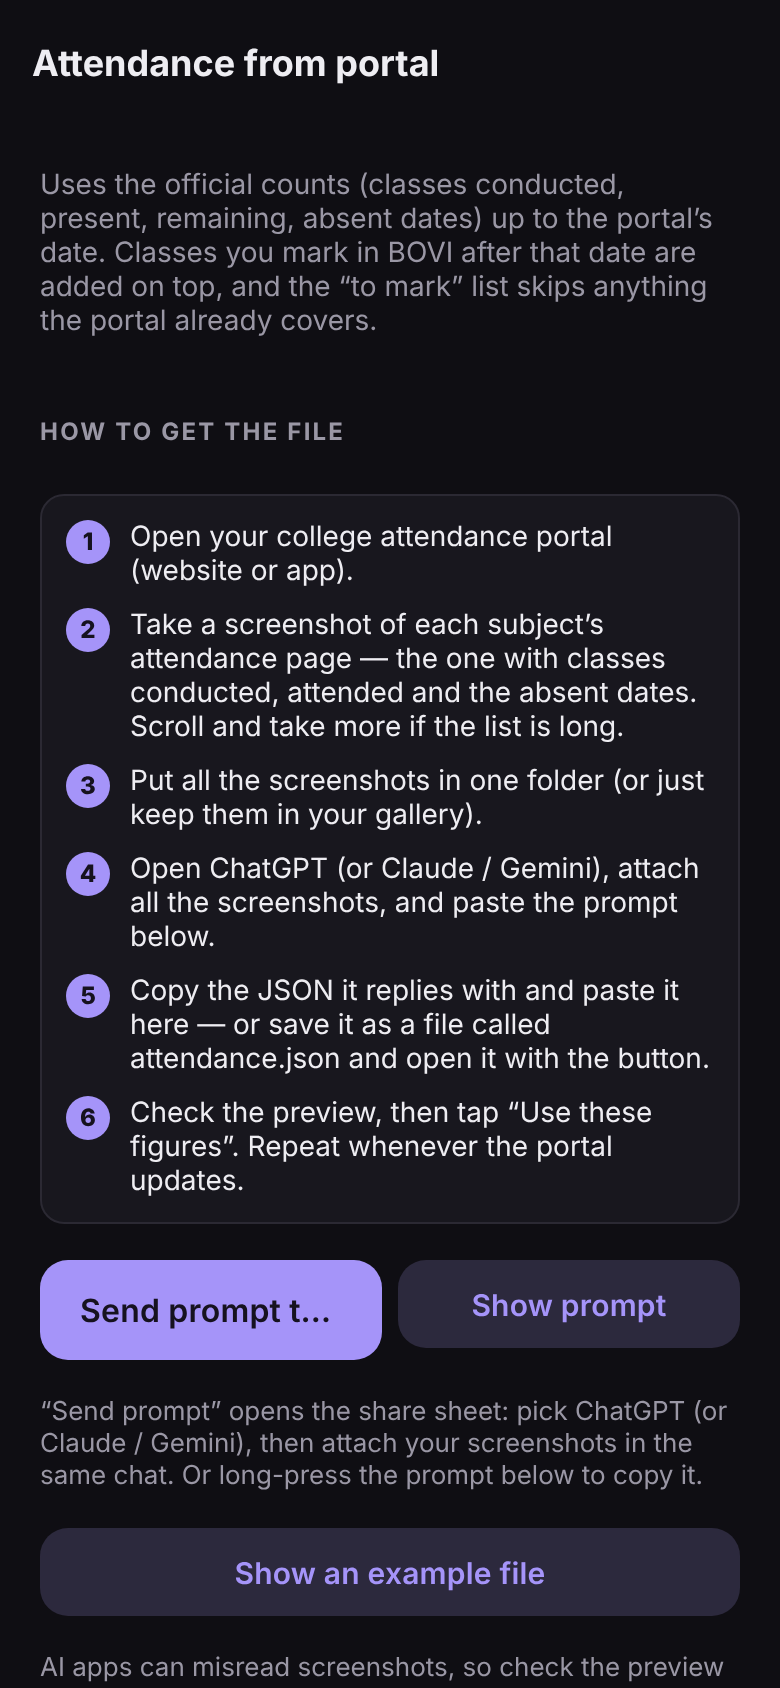 Attendance from portal
Uses the official counts (classes conducted,
present, remaining, absent dates) up to the portal’s
date. Classes you mark in BOVI after that date are
added on top, and the “to mark” list skips anything
the portal already covers.
HOW TO GET THE FILE
1 Open your college attendance portal
(website or app).
2 Take a screenshot of each subject’s
attendance page — the one with classes
conducted, attended and the absent dates.
Scroll and take more if the list is long.
3 Put all the screenshots in one folder (or just
keep them in your gallery).
4 Open ChatGPT (or Claude / Gemini), attach
all the screenshots, and paste the prompt
below.
5 Copy the JSON it replies with and paste it
here — or save it as a file called
attendance.json and open it with the button.
6 Check the preview, then tap “Use these
figures”. Repeat whenever the portal
updates.
Send prompt t...
Show prompt
“Send prompt” opens the share sheet: pick ChatGPT (or
Claude / Gemini), then attach your screenshots in the
same chat. Or long-press the prompt below to copy it.
Show an example file
AI apps can misread screenshots, so check the preview